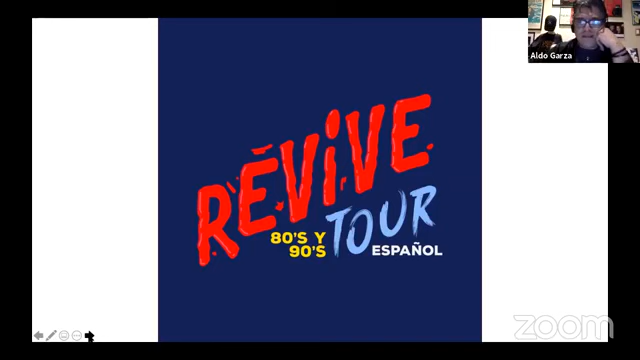 Aldo Garza
REVIVE
80'S Y
90'S
TOUR
ESPAÑOL
zoom